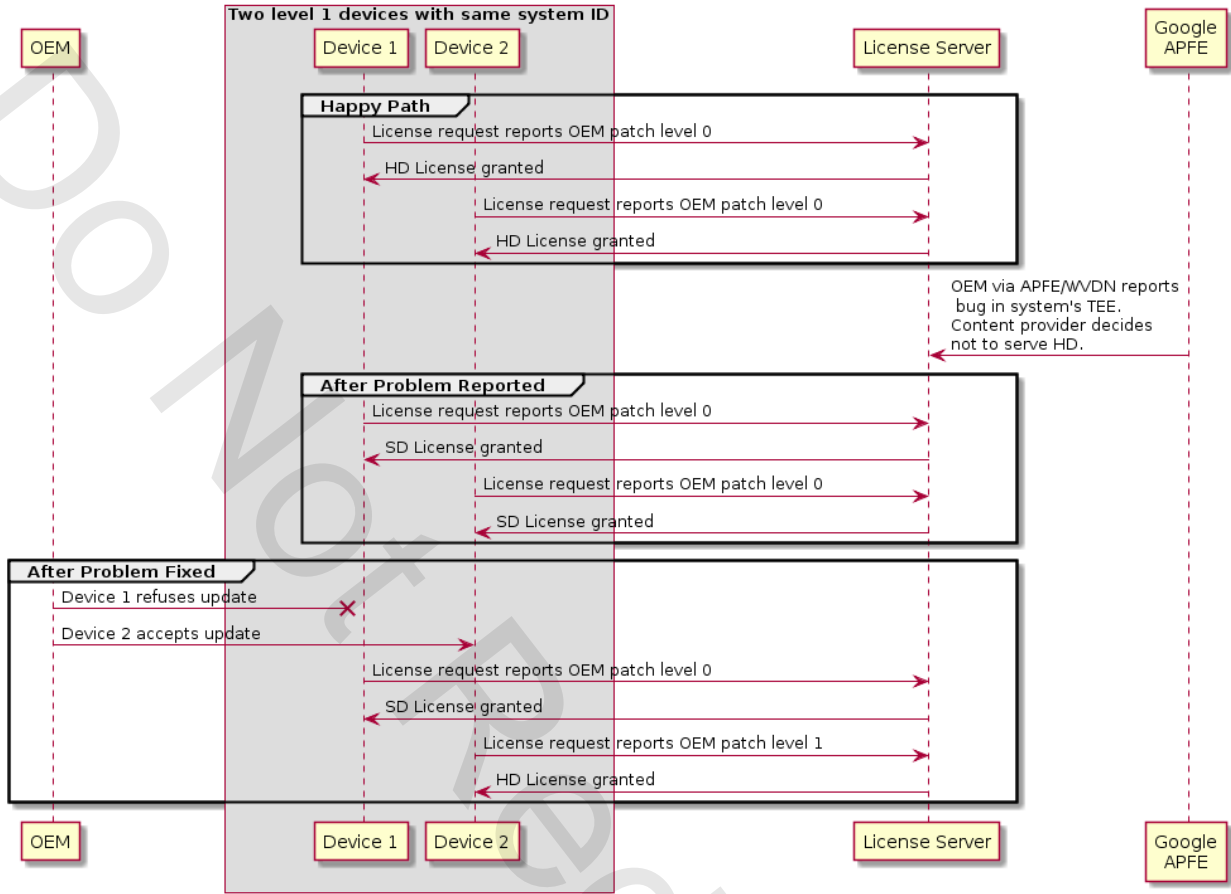 Two level 1 devices with same system ID
OEM
Device 1
Device 2
License Server
Google
APFE
Happy Path
License request reports OEM patch level 0
HD License granted
License request reports OEM patch level 0
HD License granted
OEM via APFE/WVDN reports
bug in system's TEE.
Content provider decides
not to serve HD.
After Problem Reported
License request reports OEM patch level 0
SD License granted
License request reports OEM patch level 0
SD License granted
After Problem Fixed
Device 1 refuses update
Device 2 accepts update
License request reports OEM patch level 0
SD License granted
License request reports OEM patch level 1
HD License granted
OEM
Device 1
Device 2
License Server
Google
APFE
Do Not